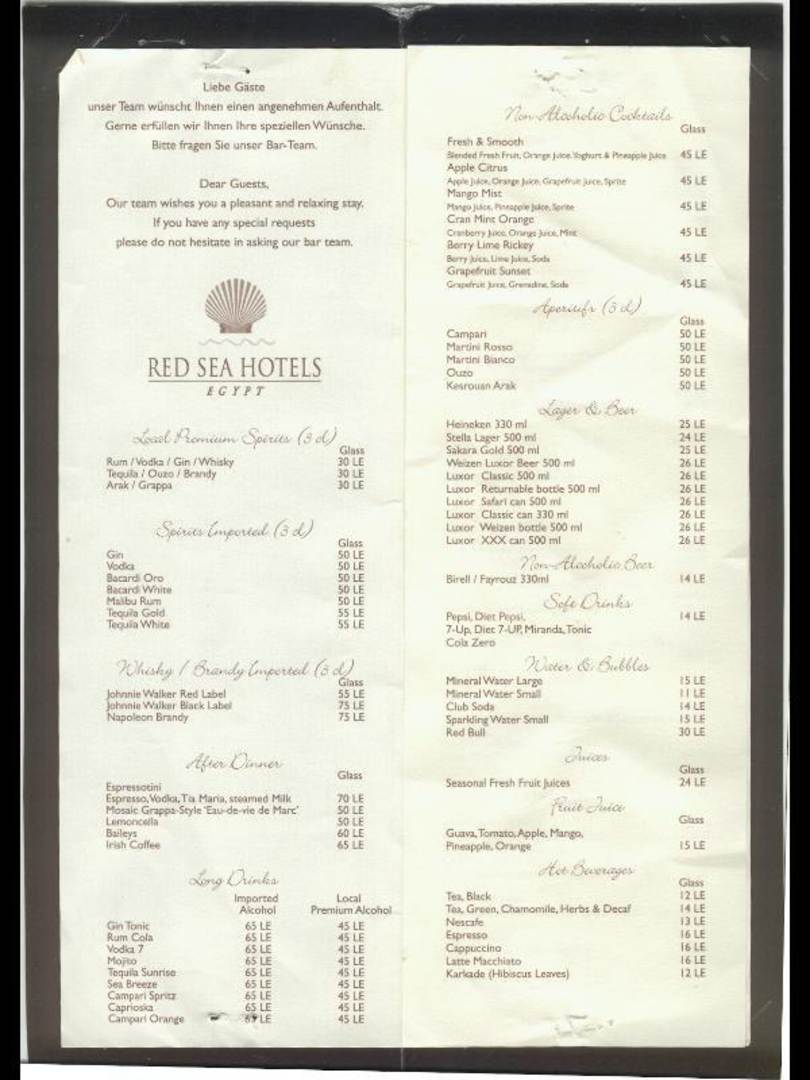 Liebe Gäste
unser Team wünscht Ihnen einen angenehmen Aufenthalt.
Gerne erfüllen wir Ihnen Ihre speziellen Wünsche.
Bitte fragen Sie unser Bar-Team.
Dear Guests,
Our team wishes you a pleasant and relaxing stay.
If you have any special requests
please do not hesitate in asking our bar team.
RED SEA HOTELS
EGYPT
Local Premium Spirits (3 cl)
Glass
Rum / Vodka / Gin / Whisky 30 LE
Tequila / Ouzo / Brandy 30 LE
Arak / Grappa 30 LE
Spirits Imported (3 cl)
Glass
Gin 50 LE
Vodka 50 LE
Bacardi Oro 50 LE
Bacardi White 50 LE
Malibu Rum 50 LE
Tequila Gold 55 LE
Tequila White 55 LE
Whisky / Brandy Imported (3 cl)
Glass
Johnnie Walker Red Label 55 LE
Johnnie Walker Black Label 75 LE
Napoleon Brandy 75 LE
After Dinner
Glass
Espressotini
Espresso, Vodka, Tia Maria, steamed Milk 70 LE
Mosaic Grappa-Style 'Eau-de-vie de Marc' 50 LE
Lemoncella 50 LE
Baileys 60 LE
Irish Coffee 65 LE
Long Drinks
Imported Local
Alcohol Premium Alcohol
Gin Tonic 65 LE 45 LE
Rum Cola 65 LE 45 LE
Vodka 7 65 LE 45 LE
Mojito 65 LE 45 LE
Tequila Sunrise 65 LE 45 LE
Sea Breeze 65 LE 45 LE
Campari Spritz 65 LE 45 LE
Caprioska 65 LE 45 LE
Campari Orange 65 LE 45 LE
Non-Alcoholic Cocktails
Glass
Fresh & Smooth
Blended Fresh Fruit, Orange Juice, Yoghurt & Pineapple Juice 45 LE
Apple Citrus
Apple Juice, Orange Juice, Grapefruit Juice, Sprite 45 LE
Mango Mist
Mango Juice, Pineapple Juice, Sprite 45 LE
Cran Mint Orange
Cranberry Juice, Orange Juice, Mint 45 LE
Berry Lime Rickey
Berry Juice, Lime Juice, Soda 45 LE
Grapefruit Sunset
Grapefruit Juice, Grenadine, Soda 45 LE
Aperitifs (5 cl)
Glass
Campari 50 LE
Martini Rosso 50 LE
Martini Bianco 50 LE
Ouzo 50 LE
Kesrouan Arak 50 LE
Lager & Beer
Heineken 330 ml 25 LE
Stella Lager 500 ml 24 LE
Sakara Gold 500 ml 25 LE
Weizen Luxor Beer 500 ml 26 LE
Luxor Classic 500 ml 26 LE
Luxor Returnable bottle 500 ml 26 LE
Luxor Safari can 500 ml 26 LE
Luxor Classic can 330 ml 26 LE
Luxor Weizen bottle 500 ml 26 LE
Luxor XXX can 500 ml 26 LE
Non-Alcoholic Beer
Birell / Fayrouz 330ml 14 LE
Soft Drinks
Pepsi, Diet Pepsi, 14 LE
7-Up, Diet 7-UP, Miranda, Tonic
Cola Zero
Water & Bubbles
Mineral Water Large 15 LE
Mineral Water Small 11 LE
Club Soda 14 LE
Sparkling Water Small 15 LE
Red Bull 30 LE
Juices
Glass
Seasonal Fresh Fruit Juices 24 LE
Fruit Juice
Glass
Guava, Tomato, Apple, Mango,
Pineapple, Orange 15 LE
Hot Beverages
Glass
Tea, Black 12 LE
Tea, Green, Chamomile, Herbs & Decaf 14 LE
Nescafe 13 LE
Espresso 16 LE
Cappuccino 16 LE
Latte Macchiato 16 LE
Karkade (Hibiscus Leaves) 12 LE